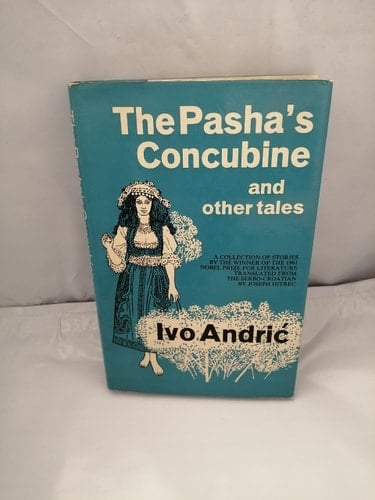 The Pasha's
Concubine
and
other tales
A COLLECTION OF STORIES
BY THE WINNER OF THE 1961
NOBEL PRIZE FOR LITERATURE
TRANSLATED FROM
THE SERBO-CROATIAN
BY JOSEPH HITREC
Ivo Andrić